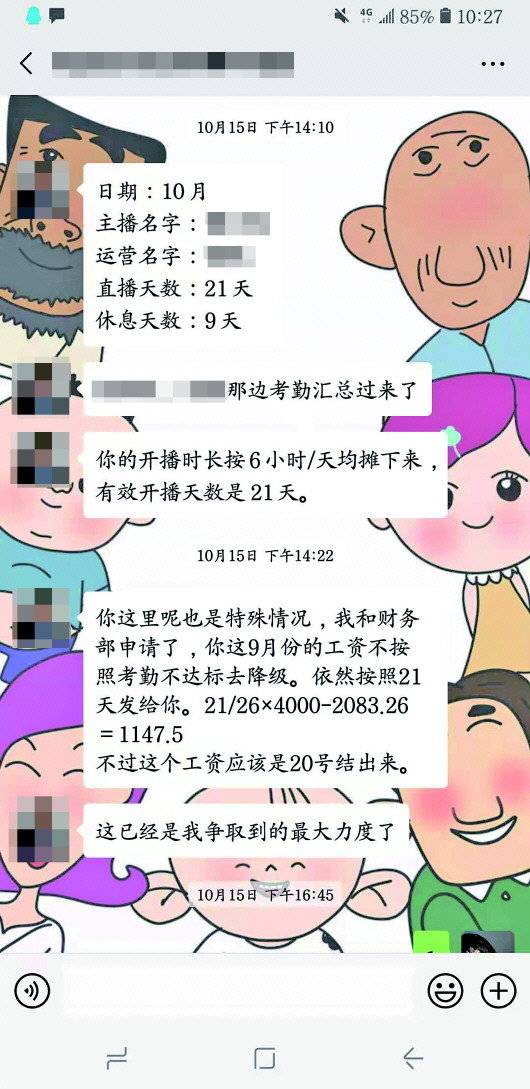 4G 85% 10:27
10月15日 下午14:10
日期：10月
主播名字：
运营名字：
直播天数：21天
休息天数：9天
那边考勤汇总过来了
你的开播时长按6小时/天均摊下来，
有效开播天数是21天。
10月15日 下午14:22
你这里呢也是特殊情况，我和财务
部申请了，你这9月份的工资不按
照考勤不达标去降级。依然按照21
天发给你。21/26×4000-2083.26
=1147.5
不过这个工资应该是20号结出来。
这已经是我争取到的最大力度了
10月15日 下午16:45